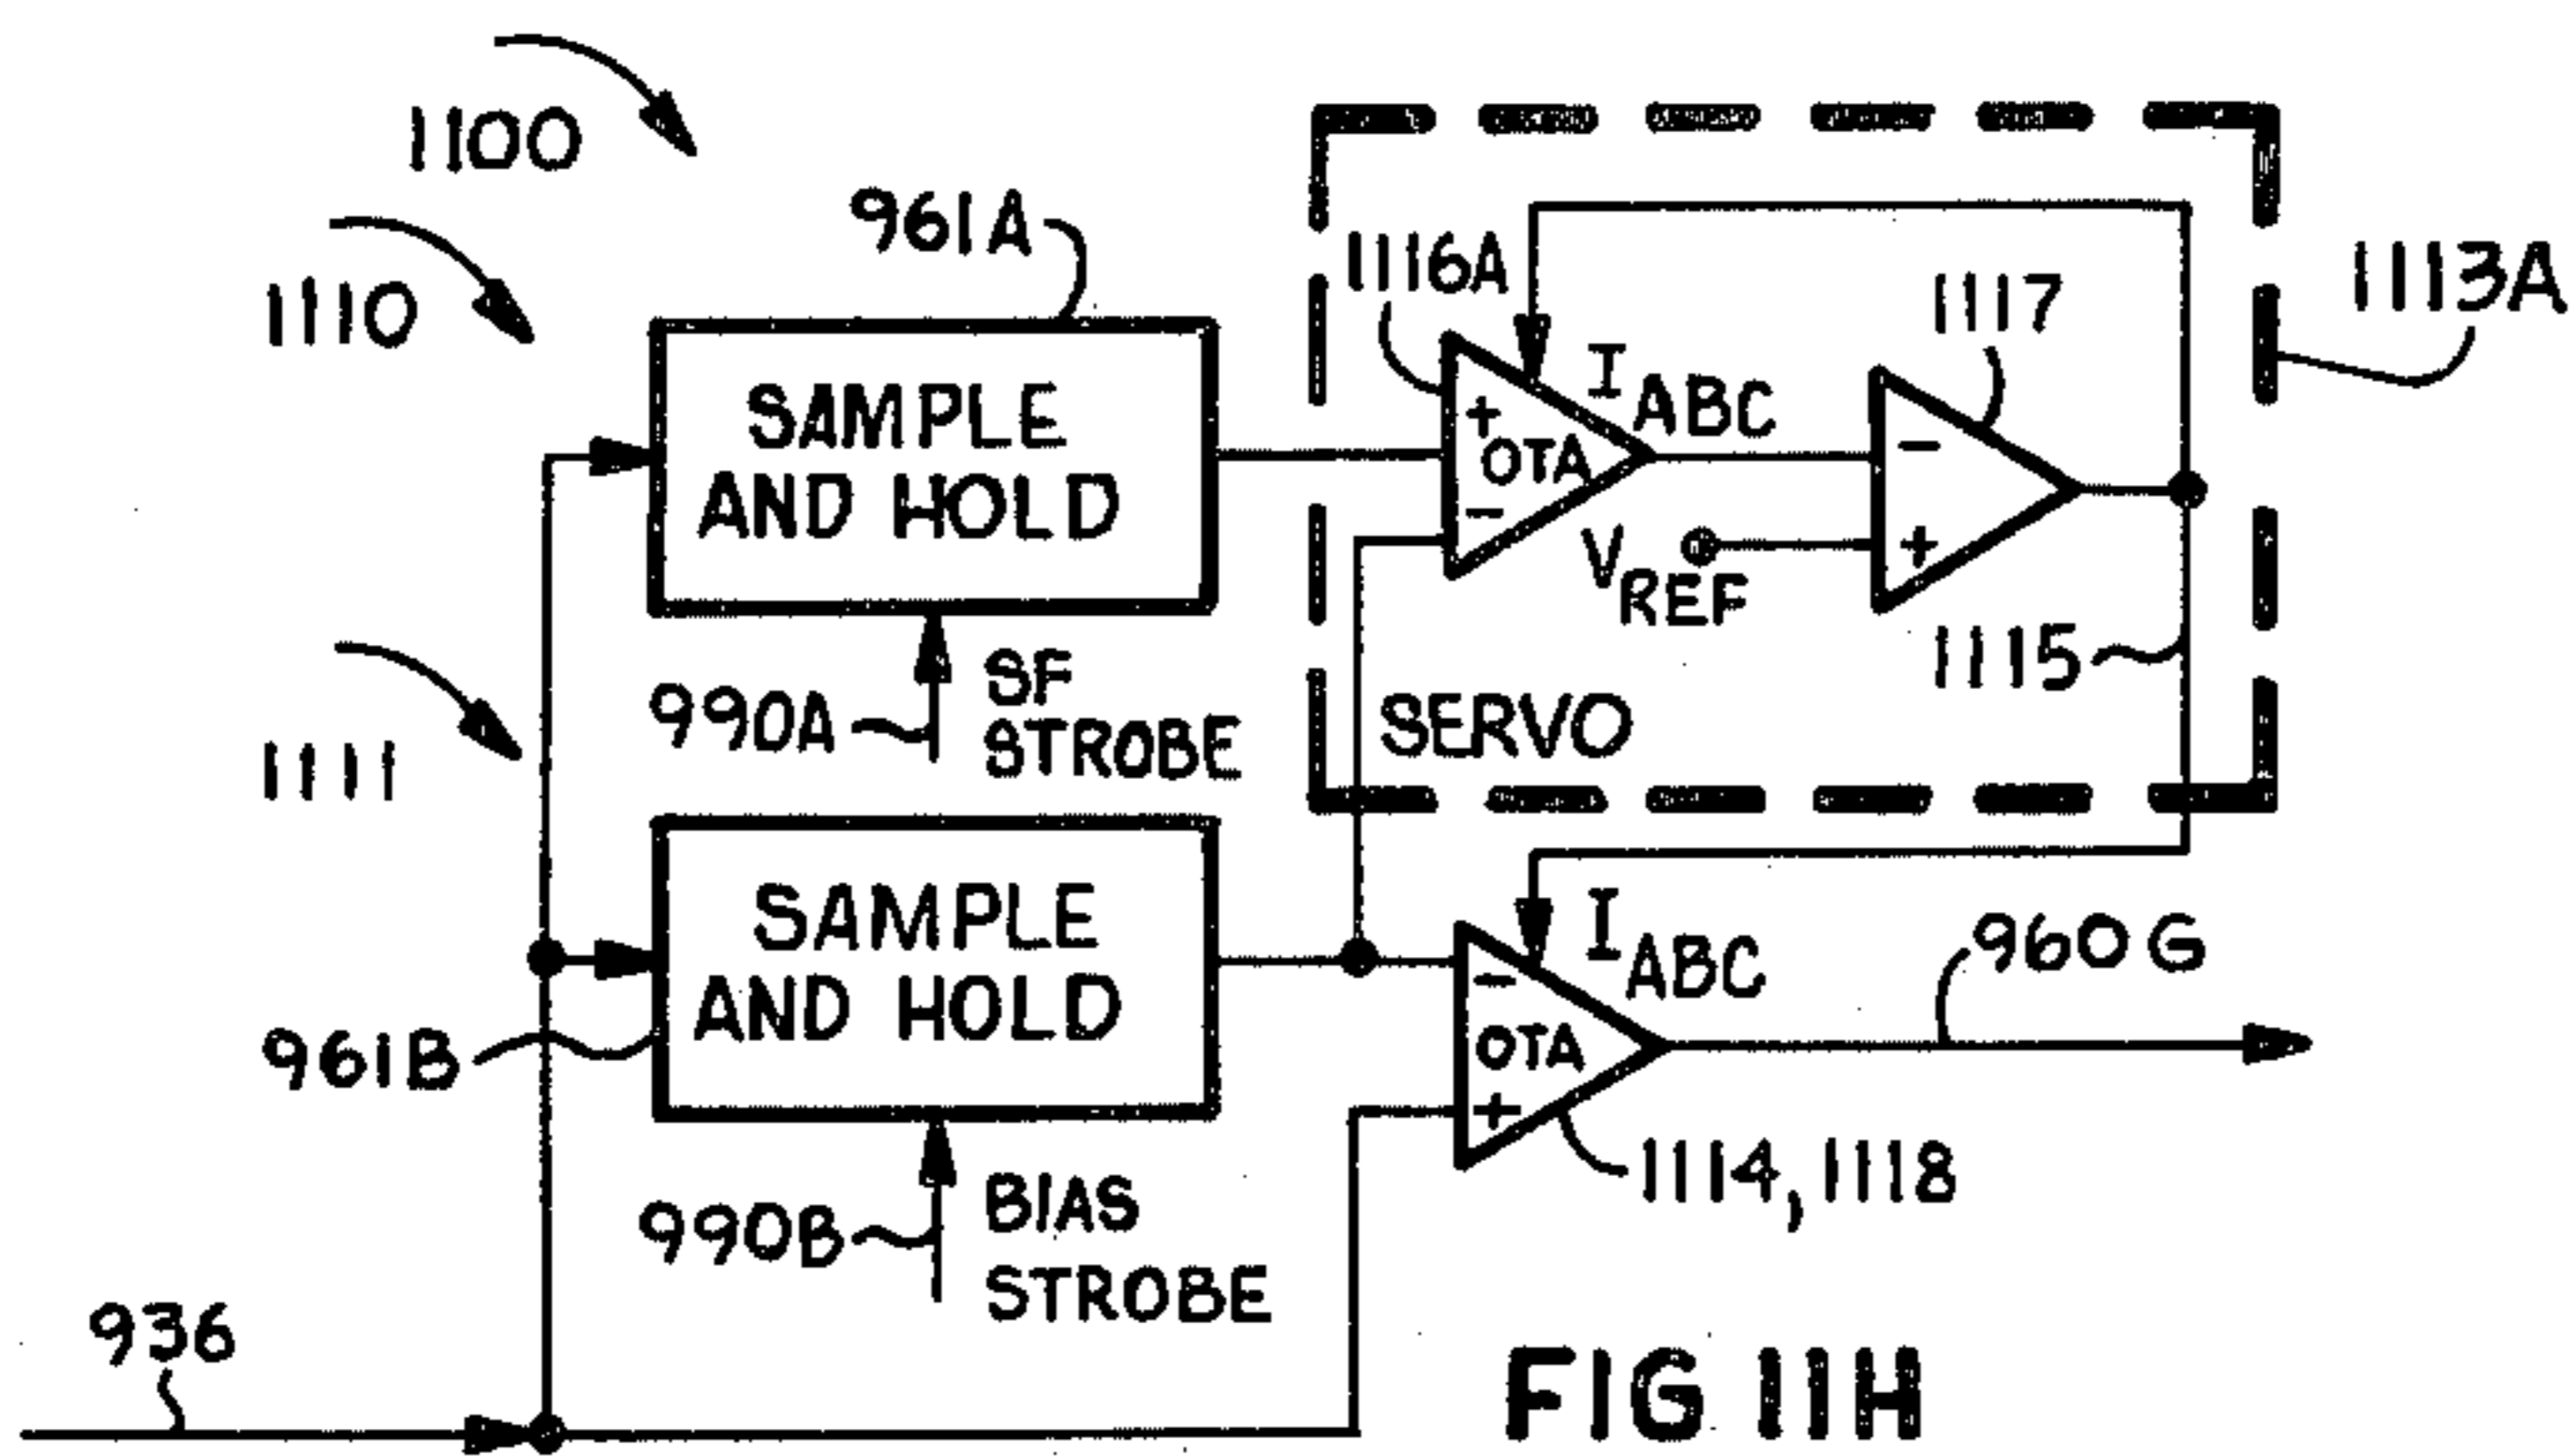 1100
1110
961A
1116A
1117
1113A
SAMPLE
AND HOLD
+
OTA
-
I ABC
-
+
V REF
1115
SERVO
990A
SF
STROBE
1111
961B
SAMPLE
AND HOLD
-
OTA
+
I ABC
960 G
1114, 1118
990B
BIAS
STROBE
936
FIG 11H